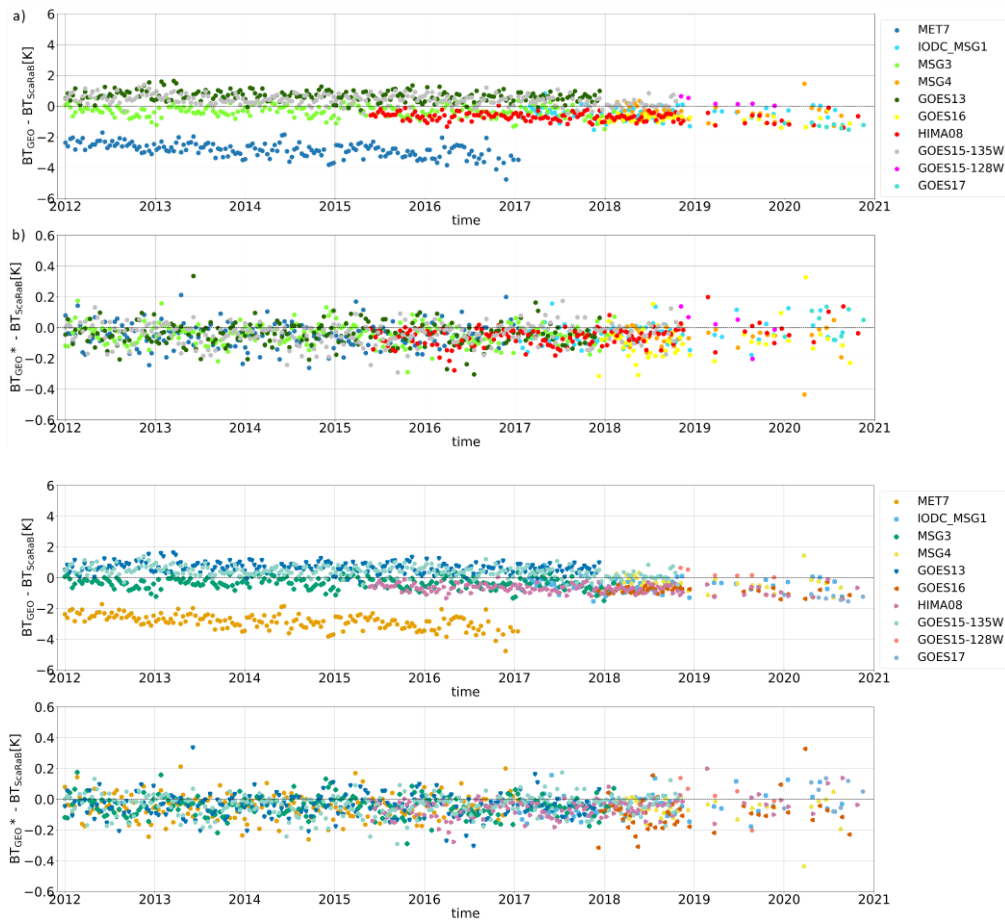 a)
6
4
2
0
−2
−4
−6
BT_GEO - BT_ScaRaB[K]
2012 2013 2014 2015 2016 2017 2018 2019 2020 2021
time
MET7
IODC_MSG1
MSG3
MSG4
GOES13
GOES16
HIMA08
GOES15-135W
GOES15-128W
GOES17
b)
0.6
0.4
0.2
0.0
−0.2
−0.4
−0.6
BT_GEO* - BT_ScaRaB[K]
2012 2013 2014 2015 2016 2017 2018 2019 2020 2021
time
6
4
2
0
−2
−4
−6
BT_GEO - BT_ScaRaB[K]
2012 2013 2014 2015 2016 2017 2018 2019 2020 2021
time
MET7
IODC_MSG1
MSG3
MSG4
GOES13
GOES16
HIMA08
GOES15-135W
GOES15-128W
GOES17
0.6
0.4
0.2
0.0
−0.2
−0.4
−0.6
BT_GEO* - BT_ScaRaB[K]
2012 2013 2014 2015 2016 2017 2018 2019 2020 2021
time